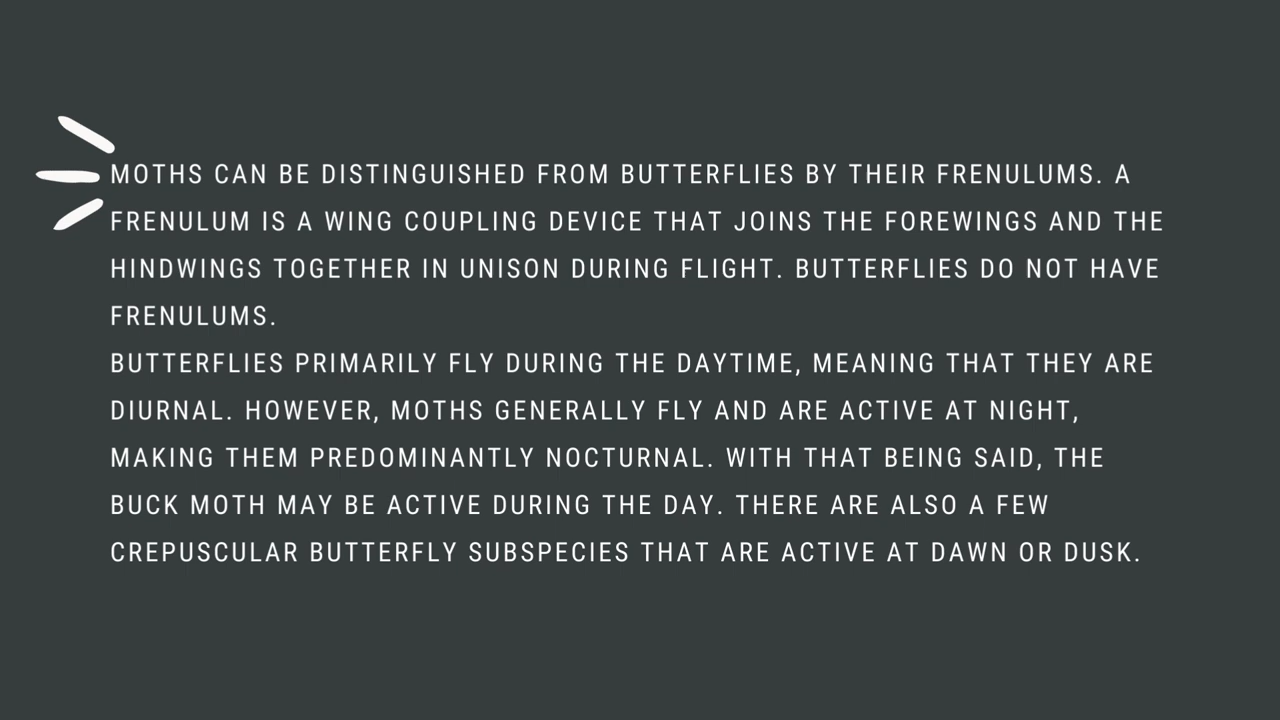 MOTHS CAN BE DISTINGUISHED FROM BUTTERFLIES BY THEIR FRENULUMS. A
FRENULUM IS A WING COUPLING DEVICE THAT JOINS THE FOREWINGS AND THE
HINDWINGS TOGETHER IN UNISON DURING FLIGHT. BUTTERFLIES DO NOT HAVE
FRENULUMS.
BUTTERFLIES PRIMARILY FLY DURING THE DAYTIME, MEANING THAT THEY ARE
DIURNAL. HOWEVER, MOTHS GENERALLY FLY AND ARE ACTIVE AT NIGHT,
MAKING THEM PREDOMINANTLY NOCTURNAL. WITH THAT BEING SAID, THE
BUCK MOTH MAY BE ACTIVE DURING THE DAY. THERE ARE ALSO A FEW
CREPUSCULAR BUTTERFLY SUBSPECIES THAT ARE ACTIVE AT DAWN OR DUSK.